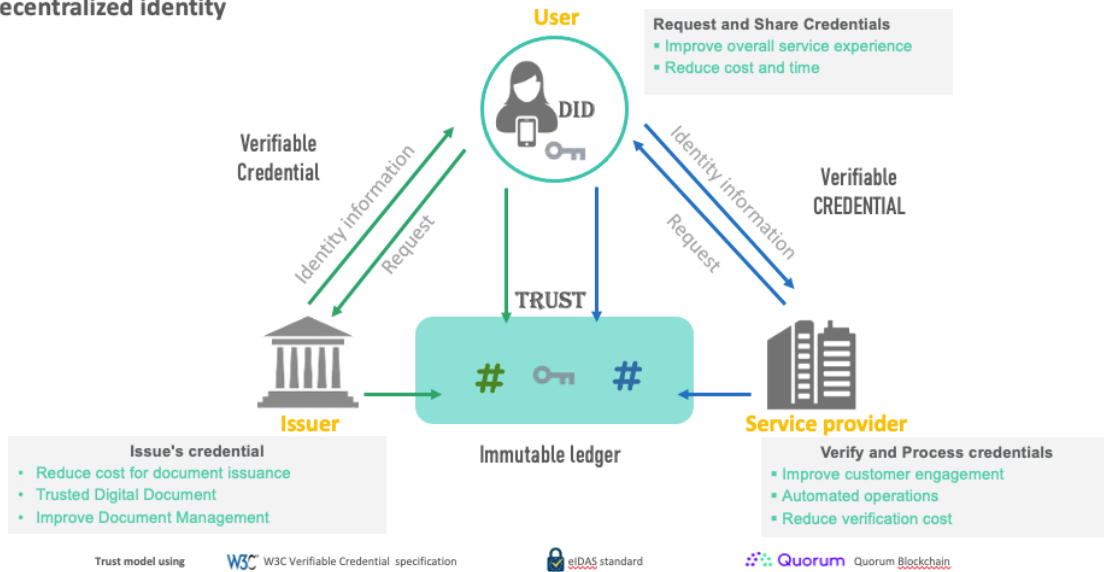 ecentralized identity
User
Request and Share Credentials
▪ Improve overall service experience
▪ Reduce cost and time
DID
Verifiable
Credential
Identity information
Request
Identity information
Request
Verifiable
CREDENTIAL
TRUST
# #
Issuer
Service provider
Immutable ledger
Issue's credential
• Reduce cost for document issuance
• Trusted Digital Document
• Improve Document Management
Verify and Process credentials
▪ Improve customer engagement
▪ Automated operations
▪ Reduce verification cost
Trust model using
W3C W3C Verifiable Credential specification
eIDAS standard
Quorum Quorum Blockchain